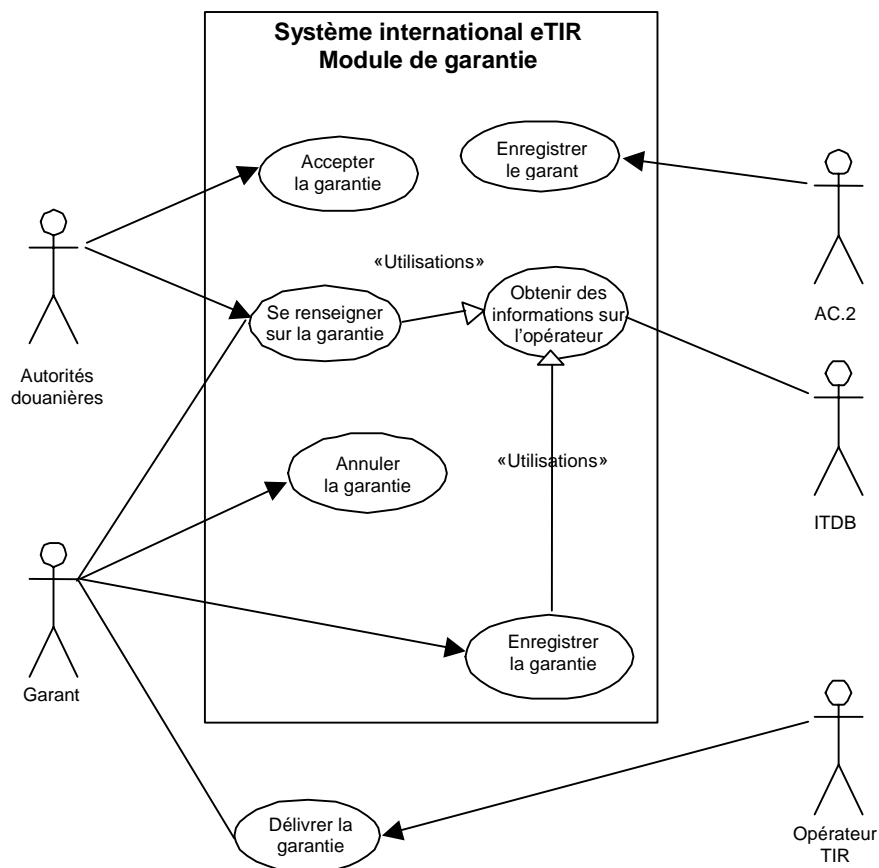 Système international eTIR
Module de garantie
Accepter
la garantie
Enregistrer
le garant
«Utilisations»
Se renseigner
sur la garantie
Obtenir des
informations sur
l'opérateur
AC.2
Autorités
douanières
Annuler
la garantie
«Utilisations»
ITDB
Enregistrer
la garantie
Garant
Délivrer la
garantie
Opérateur
TIR